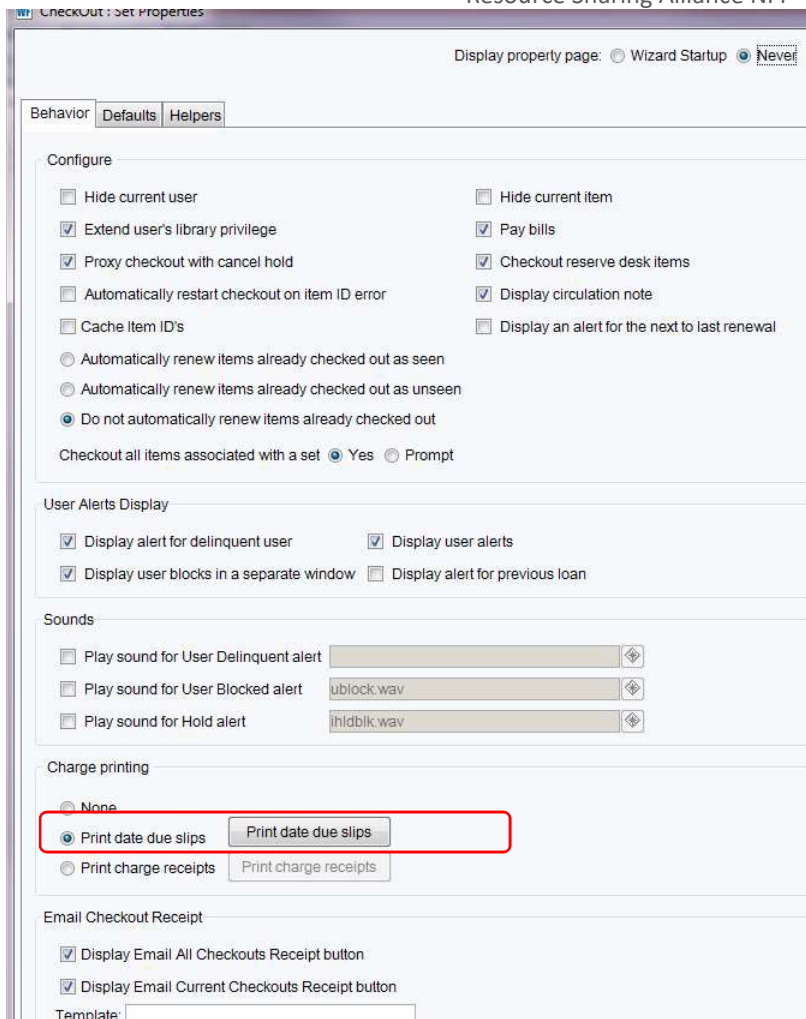 Resource Sharing Alliance NFP
WF CheckOut : Set Properties
Display property page: Wizard Startup Never
Behavior Defaults Helpers
Configure
Hide current user Hide current item
Extend user's library privilege Pay bills
Proxy checkout with cancel hold Checkout reserve desk items
Automatically restart checkout on item ID error Display circulation note
Cache Item ID's Display an alert for the next to last renewal
Automatically renew items already checked out as seen
Automatically renew items already checked out as unseen
Do not automatically renew items already checked out
Checkout all items associated with a set Yes Prompt
User Alerts Display
Display alert for delinquent user Display user alerts
Display user blocks in a separate window Display alert for previous loan
Sounds
Play sound for User Delinquent alert
Play sound for User Blocked alert ublock.wav
Play sound for Hold alert ihldblk.wav
Charge printing
None
Print date due slips Print date due slips
Print charge receipts Print charge receipts
Email Checkout Receipt
Display Email All Checkouts Receipt button
Display Email Current Checkouts Receipt button
Template: